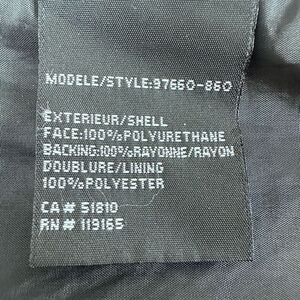 MODELE/STYLE:97660-860
EXTERIEUR/SHELL
FACE:100%POLYURETHANE
BACKING:100%RAYONNE/RAYON
DOUBLURE/LINING
100%POLYESTER
CA# 51810
RN# 119165